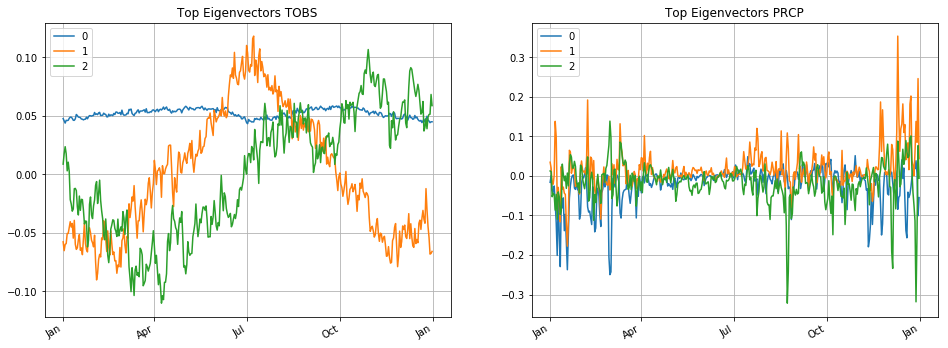 Top Eigenvectors TOBS
0
1
2
0.10
0.05
0.00
−0.05
−0.10
Jan
Apr
Jul
Oct
Jan
Top Eigenvectors PRCP
0
1
2
0.3
0.2
0.1
0.0
−0.1
−0.2
−0.3
Jan
Apr
Jul
Oct
Jan